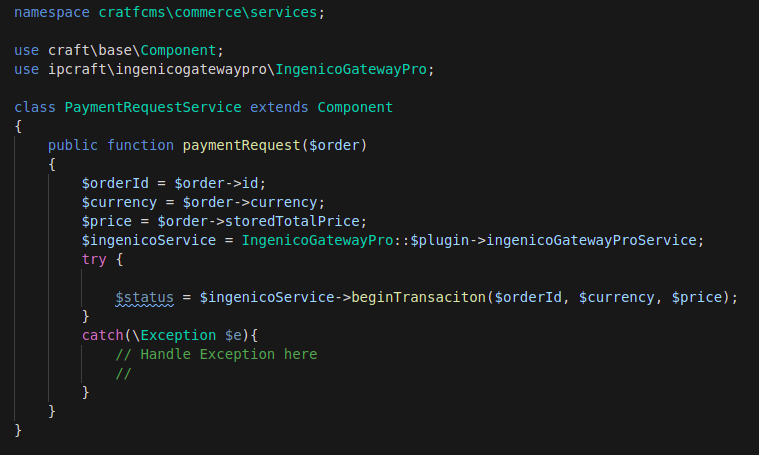 namespace cratfcms\commerce\services;
use craft\base\Component;
use ipcraft\ingenicogatewaypro\IngenicoGatewayPro;
class PaymentRequestService extends Component
{
public function paymentRequest($order)
{
$orderId = $order->id;
$currency = $order->currency;
$price = $order->storedTotalPrice;
$ingenicoService = IngenicoGatewayPro::$plugin->ingenicoGatewayProService;
try {
$status = $ingenicoService->beginTransaciton($orderId, $currency, $price);
}
catch(\Exception $e){
// Handle Exception here
//
}
}
}